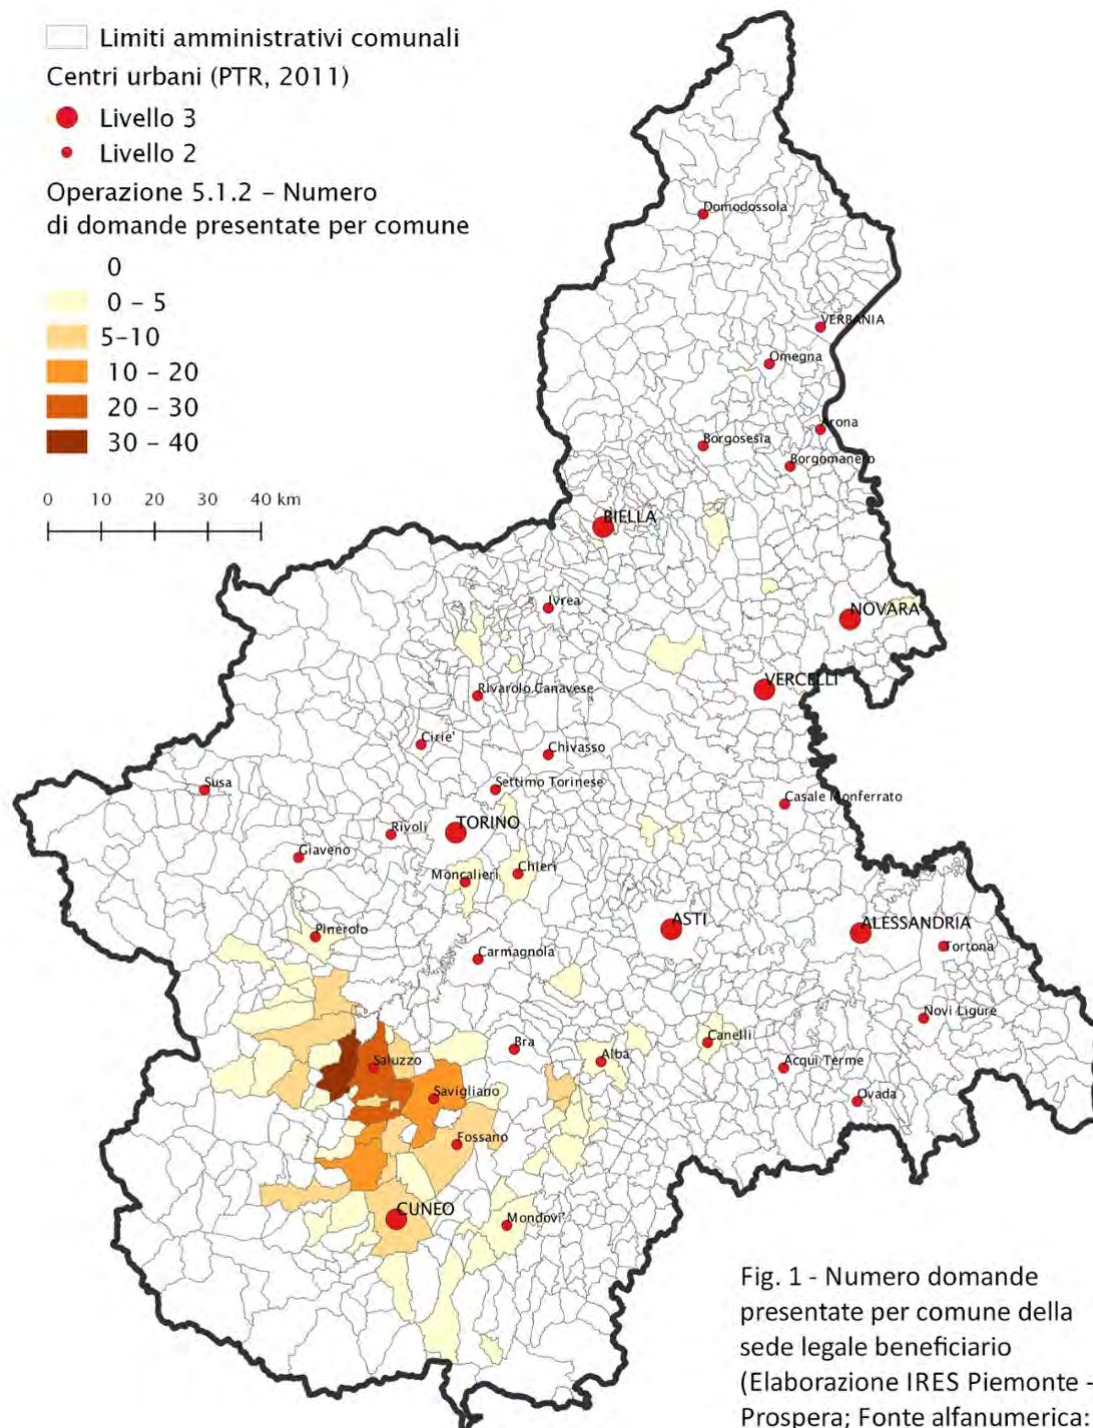 Limiti amministrativi comunali
Centri urbani (PTR, 2011)
Livello 3
Livello 2
Operazione 5.1.2 – Numero
di domande presentate per comune
0
0 – 5
5-10
10 – 20
20 – 30
30 – 40
0 10 20 30 40 km
Domodossola
VERBANIA
Omegna
Arona
Borgosesia
Borgomanero
BIELLA
Ivrea
NOVARA
VERCELLI
Rivarolo Canavese
Cirie'
Chivasso
Susa
Settimo Torinese
Casale Monferrato
Rivoli
TORINO
Giaveno
Moncalieri
Chieri
Pinerolo
ASTI
ALESSANDRIA
Carmagnola
Tortona
Novi Ligure
Bra
Canelli
Saluzzo
Alba
Acqui Terme
Savigliano
Ovada
Fossano
CUNEO
Mondovi'
Fig. 1 - Numero domande
presentate per comune della
sede legale beneficiario
(Elaborazione IRES Piemonte -
Prospera; Fonte alfanumerica: